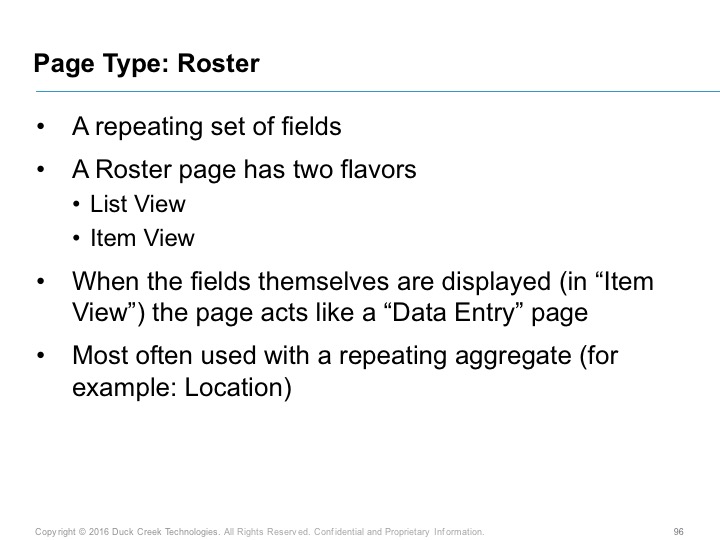 Page Type: Roster
• A repeating set of fields
• A Roster page has two flavors
• List View
• Item View
• When the fields themselves are displayed (in “Item
View”) the page acts like a “Data Entry” page
• Most often used with a repeating aggregate (for
example: Location)
Copyright © 2016 Duck Creek Technologies. All Rights Reserved. Confidential and Proprietary Information. 96